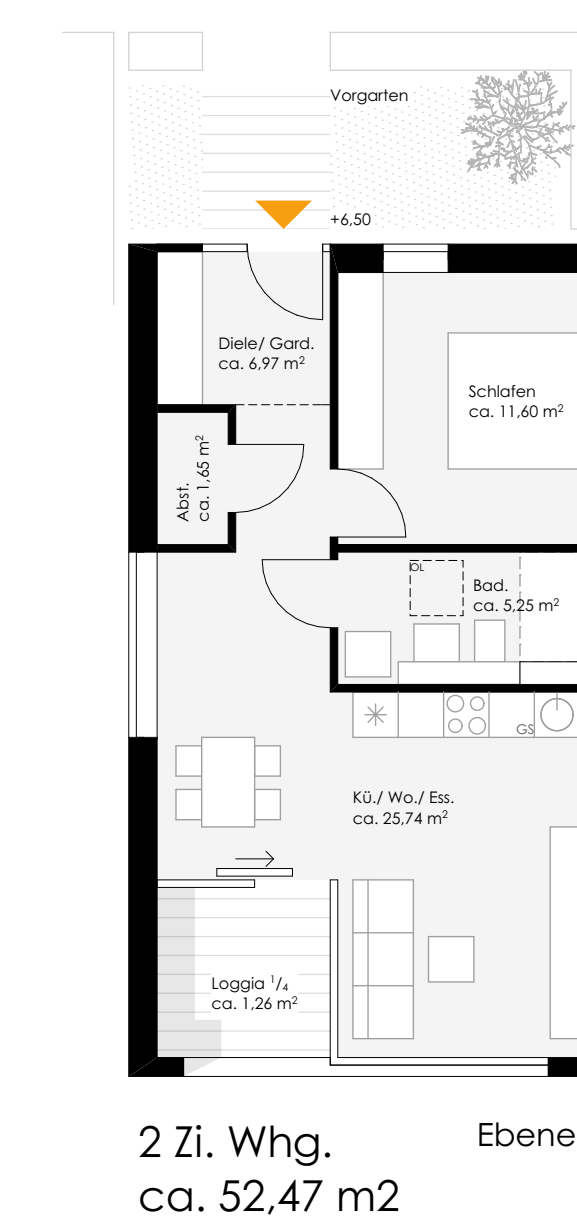 Vorgarten
+6,50
Diele/ Gard.
ca. 6,97 m²
Schlafen
ca. 11,60 m²
Abst.
ca. 1,65 m²
OL
Bad.
ca. 5,25 m²
GS
Kü./ Wo./ Ess.
ca. 25,74 m²
Loggia ¹/₄
ca. 1,26 m²
2 Zi. Whg.
ca. 52,47 m2
Ebene